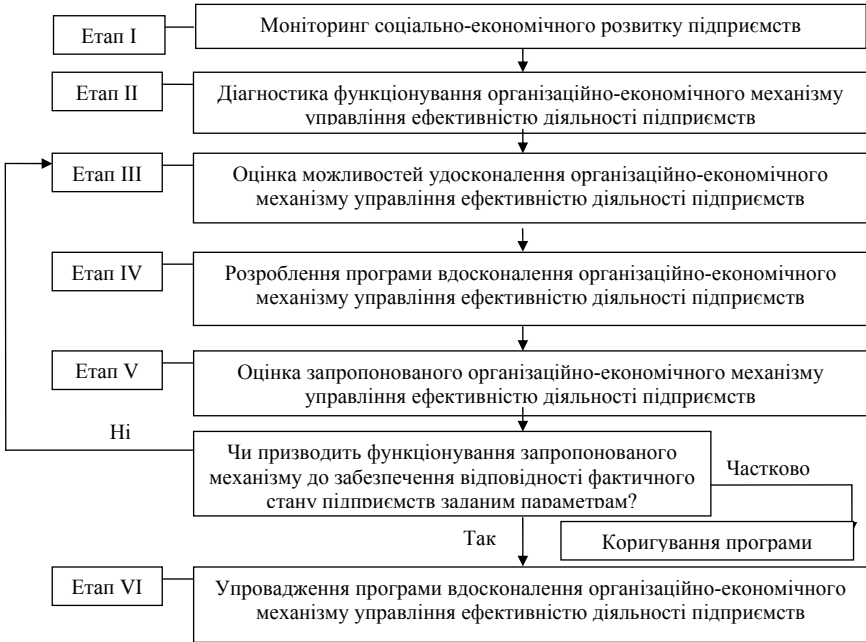 Етап I
Моніторинг соціально-економічного розвитку підприємств
Етап II
Діагностика функціонування організаційно-економічного механізму
управління ефективністю діяльності підприємств
Етап III
Оцінка можливостей удосконалення організаційно-економічного
механізму управління ефективністю діяльності підприємств
Етап IV
Розроблення програми вдосконалення організаційно-економічного
механізму управління ефективністю діяльності підприємств
Етап V
Оцінка запропонованого організаційно-економічного механізму
управління ефективністю діяльності підприємств
Ні
Чи призводить функціонування запропонованого
механізму до забезпечення відповідності фактичного
стану підприємств заданим параметрам?
Частково
Так
Коригування програми
Етап VI
Упровадження програми вдосконалення організаційно-економічного
механізму управління ефективністю діяльності підприємств